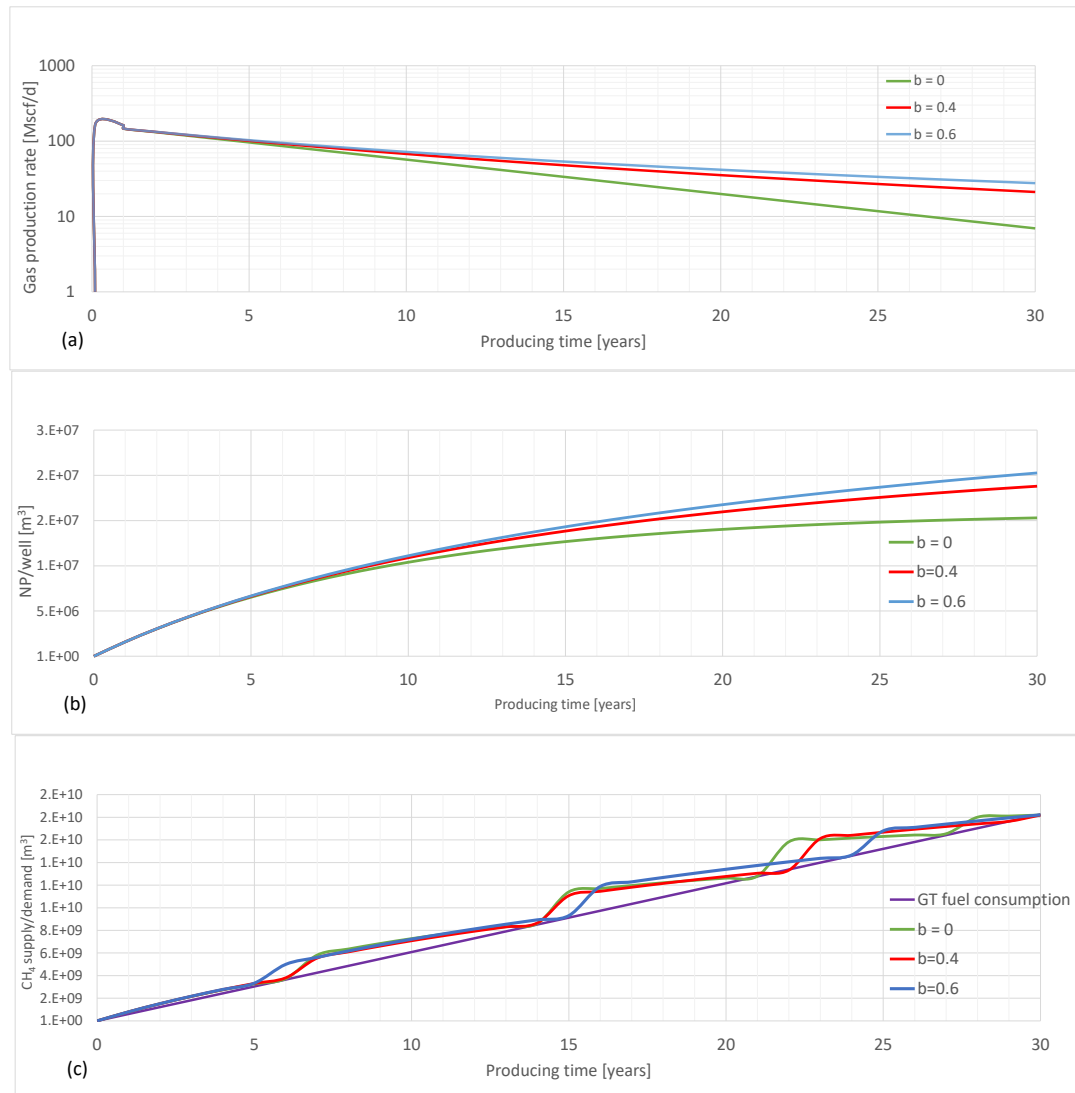 1000
100
10
1
Gas production rate [Mscf/d]
b = 0
b = 0.4
b = 0.6
0 5 10 15 20 25 30
Producing time [years]
(a)
3.E+07
2.E+07
2.E+07
1.E+07
5.E+06
1.E+00
NP/well [m³]
b = 0
b=0.4
b = 0.6
0 5 10 15 20 25 30
Producing time [years]
(b)
2.E+10
2.E+10
2.E+10
1.E+10
1.E+10
1.E+10
8.E+09
6.E+09
4.E+09
2.E+09
1.E+00
CH₄ supply/demand [m³]
GT fuel consumption
b = 0
b=0.4
b=0.6
0 5 10 15 20 25 30
Producing time [years]
(c)